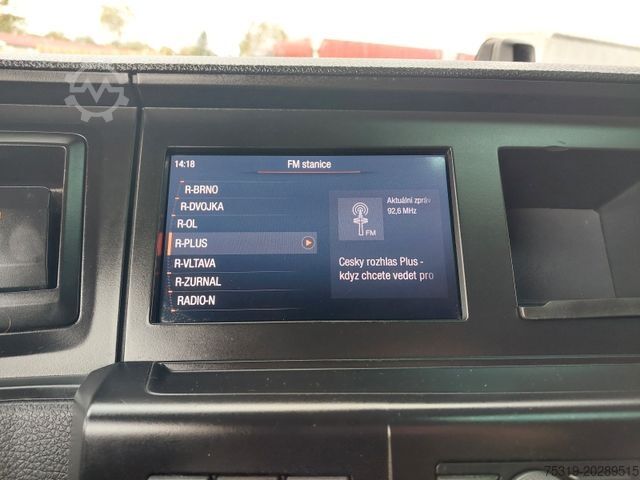 14:18
FM stanice
R-BRNO
R-DVOJKA
R-OL
R-PLUS
R-VLTAVA
R-ZURNAL
RADIO-N
Aktuální zpráv
92,6 MHz
FM
Cesky rozhlas Plus -
kdyz chcete vedet pro
75319-20289515